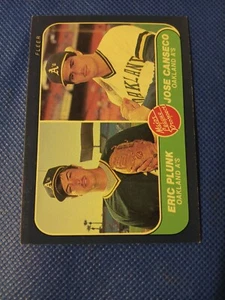 FLEER
A's
OAKLAND
Major League Prospects
ERIC PLUNK
OAKLAND A'S
JOSE CANSECO
OAKLAND A'S